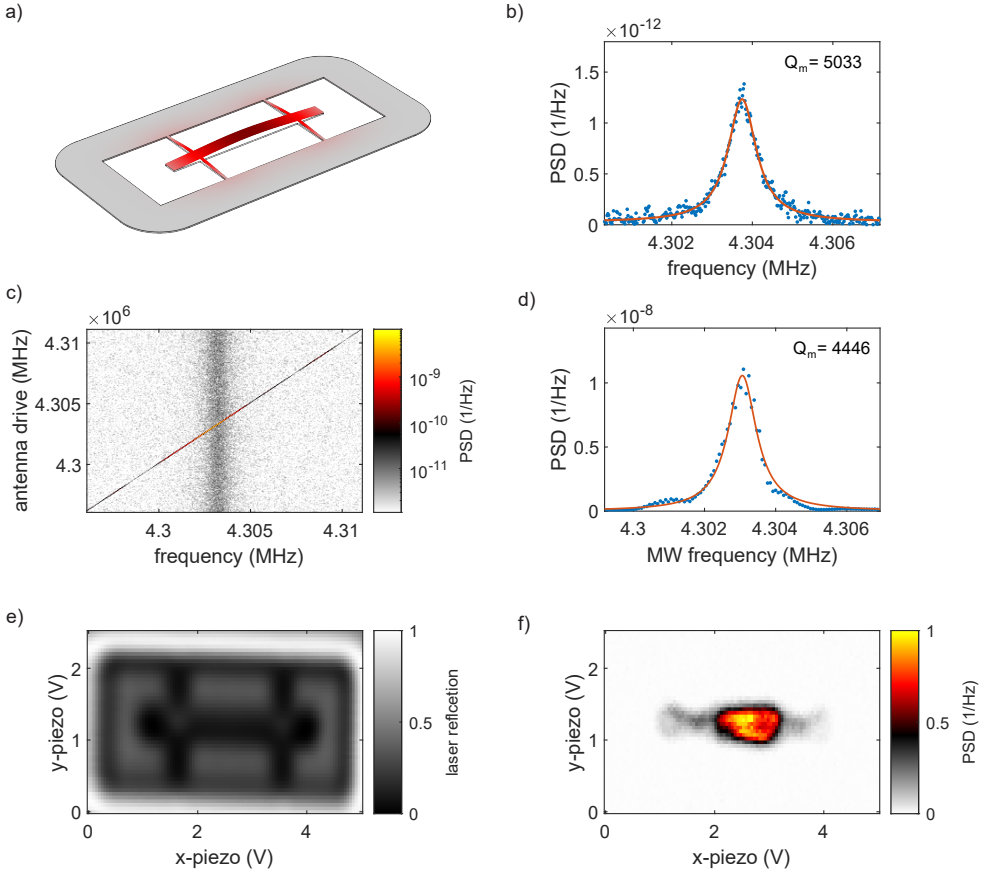 a)
b)
×10⁻¹²
Qₘ= 5033
1.5
1
0.5
0
PSD (1/Hz)
4.302
4.304
4.306
frequency (MHz)
c)
×10⁶
4.31
4.305
4.3
antenna drive (MHz)
4.3
4.305
4.31
frequency (MHz)
10⁻⁹
10⁻¹⁰
10⁻¹¹
PSD (1/Hz)
d)
×10⁻⁸
Qₘ= 4446
1
0.5
0
PSD (1/Hz)
4.3
4.302
4.304
4.306
MW frequency (MHz)
e)
2
1
0
y-piezo (V)
0
2
4
x-piezo (V)
1
0.5
0
laser reflcetion
f)
2
1
0
y-piezo (V)
0
2
4
x-piezo (V)
1
0.5
0
PSD (1/Hz)